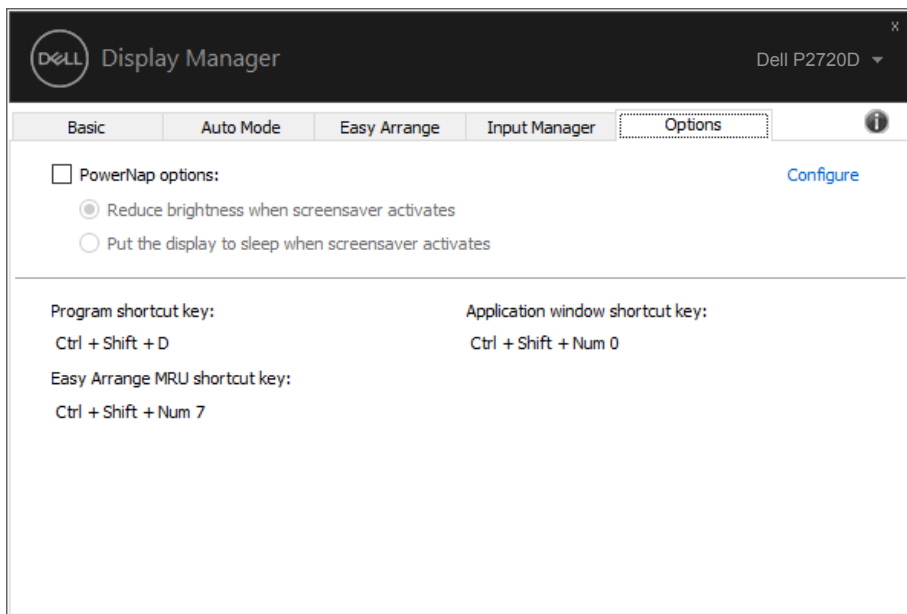 x
DELL Display Manager
Dell P2720D
Basic Auto Mode Easy Arrange Input Manager Options i
PowerNap options: Configure
Reduce brightness when screensaver activates
Put the display to sleep when screensaver activates
Program shortcut key: Application window shortcut key:
Ctrl + Shift + D Ctrl + Shift + Num 0
Easy Arrange MRU shortcut key:
Ctrl + Shift + Num 7